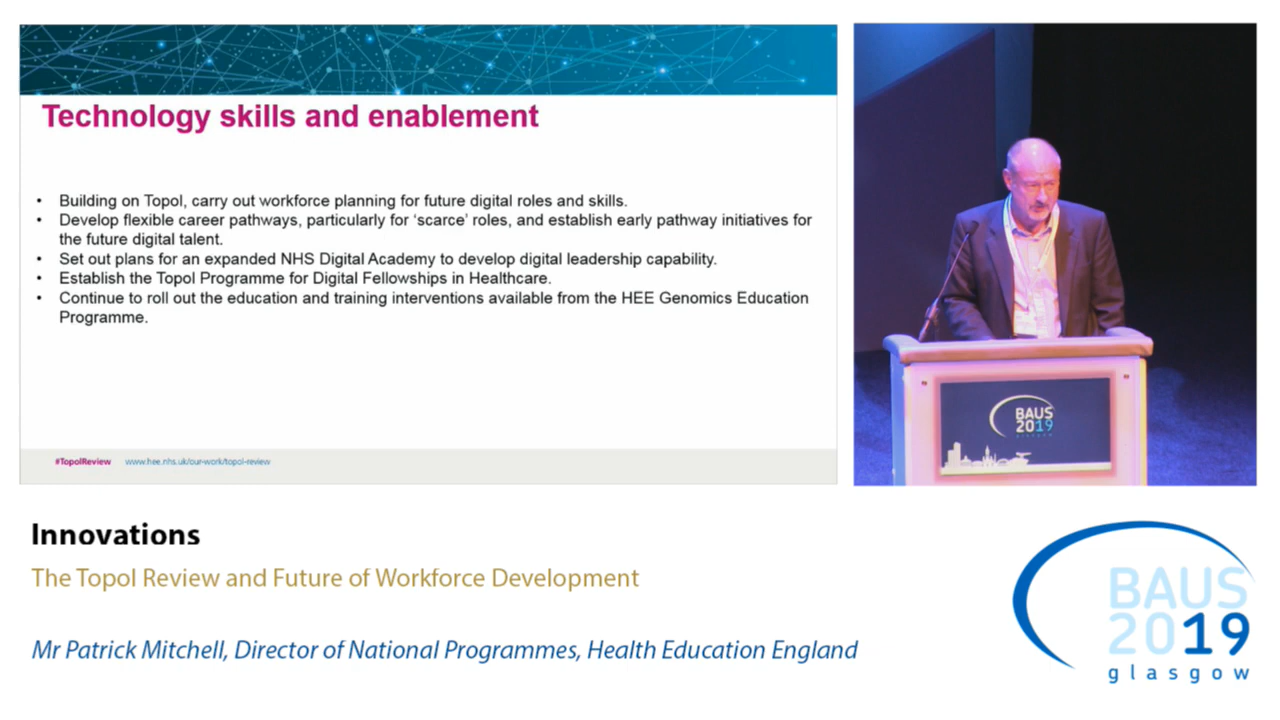 Technology skills and enablement
• Building on Topol, carry out workforce planning for future digital roles and skills.
• Develop flexible career pathways, particularly for ‘scarce’ roles, and establish early pathway initiatives for
the future digital talent.
• Set out plans for an expanded NHS Digital Academy to develop digital leadership capability.
• Establish the Topol Programme for Digital Fellowships in Healthcare.
• Continue to roll out the education and training interventions available from the HEE Genomics Education
Programme.
#TopolReview www.hee.nhs.uk/our-work/topol-review
BAUS
2019
glasgow
Innovations
The Topol Review and Future of Workforce Development
Mr Patrick Mitchell, Director of National Programmes, Health Education England
BAUS
2019
glasgow